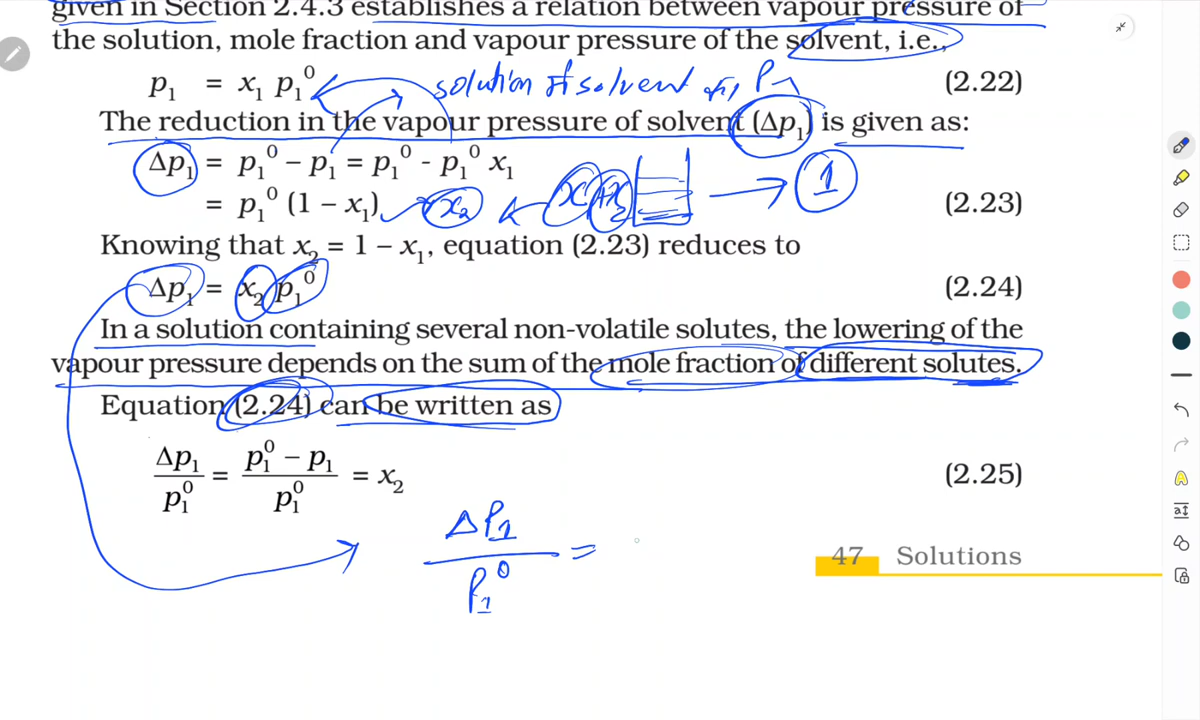 given in Section 2.4.3 establishes a relation between vapour pressure of
the solution, mole fraction and vapour pressure of the solvent, i.e.,
p₁ = x₁ p₁⁰ (2.22)
solution of solvent P₁
The reduction in the vapour pressure of solvent (Δp₁) is given as:
Δp₁ = p₁⁰ – p₁ = p₁⁰ - p₁⁰ x₁
= p₁⁰ (1 – x₁) (2.23)
x₂ x₁ + x₂ 1
Knowing that x₂ = 1 – x₁, equation (2.23) reduces to
Δp₁ = x₂ p₁⁰ (2.24)
In a solution containing several non-volatile solutes, the lowering of the
vapour pressure depends on the sum of the mole fraction of different solutes.
Equation (2.24) can be written as
Δp₁/p₁⁰ = (p₁⁰ – p₁)/p₁⁰ = x₂ (2.25)
ΔP₁/P₁⁰ =
47 Solutions